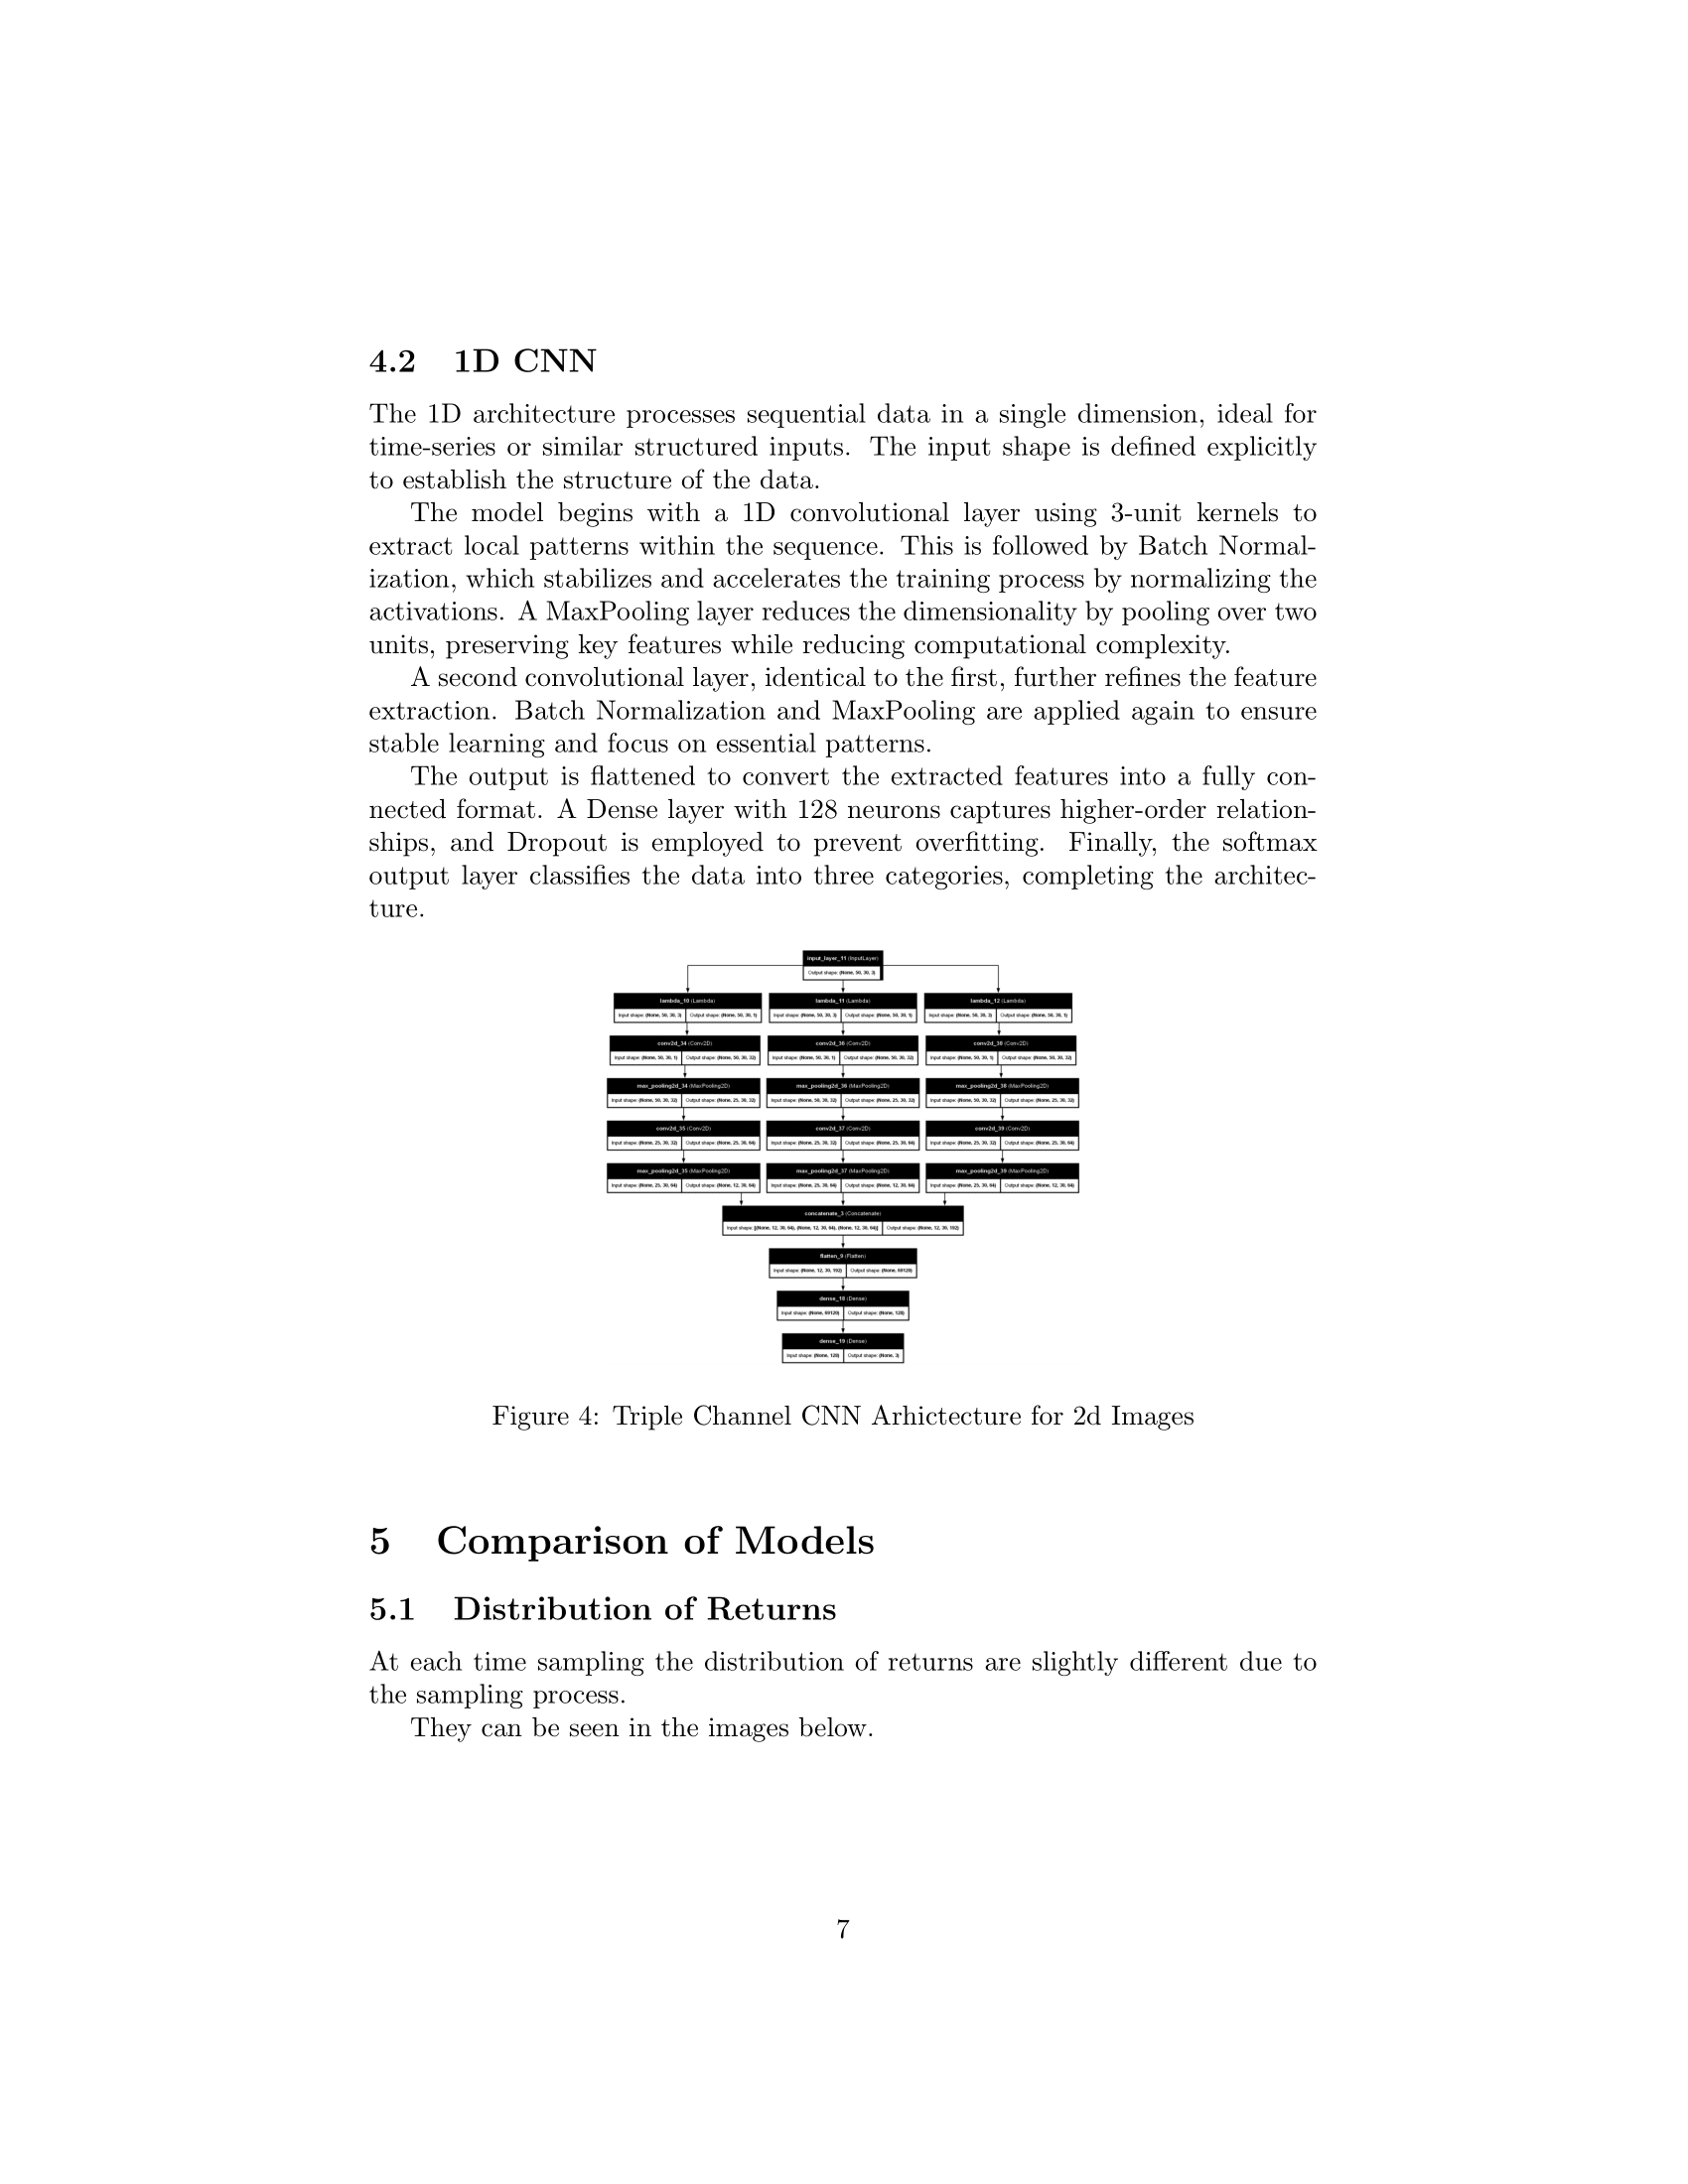 4.2 1D CNN
The 1D architecture processes sequential data in a single dimension, ideal for
time-series or similar structured inputs. The input shape is defined explicitly
to establish the structure of the data.
The model begins with a 1D convolutional layer using 3-unit kernels to
extract local patterns within the sequence. This is followed by Batch Normal-
ization, which stabilizes and accelerates the training process by normalizing the
activations. A MaxPooling layer reduces the dimensionality by pooling over two
units, preserving key features while reducing computational complexity.
A second convolutional layer, identical to the first, further refines the feature
extraction. Batch Normalization and MaxPooling are applied again to ensure
stable learning and focus on essential patterns.
The output is flattened to convert the extracted features into a fully con-
nected format. A Dense layer with 128 neurons captures higher-order relation-
ships, and Dropout is employed to prevent overfitting. Finally, the softmax
output layer classifies the data into three categories, completing the architec-
ture.
input_layer_11 (InputLayer)
Output shape: (None, 50, 30, 3)
lambda_10 (Lambda) lambda_11 (Lambda) lambda_12 (Lambda)
Input shape: (None, 50, 30, 3) Output shape: (None, 50, 30, 1) Input shape: (None, 50, 30, 3) Output shape: (None, 50, 30, 1) Input shape: (None, 50, 30, 3) Output shape: (None, 50, 30, 1)
conv2d_34 (Conv2D) conv2d_36 (Conv2D) conv2d_38 (Conv2D)
Input shape: (None, 50, 30, 1) Output shape: (None, 50, 30, 32) Input shape: (None, 50, 30, 1) Output shape: (None, 50, 30, 32) Input shape: (None, 50, 30, 1) Output shape: (None, 50, 30, 32)
max_pooling2d_34 (MaxPooling2D) max_pooling2d_36 (MaxPooling2D) max_pooling2d_38 (MaxPooling2D)
Input shape: (None, 50, 30, 32) Output shape: (None, 25, 30, 32) Input shape: (None, 50, 30, 32) Output shape: (None, 25, 30, 32) Input shape: (None, 50, 30, 32) Output shape: (None, 25, 30, 32)
conv2d_35 (Conv2D) conv2d_37 (Conv2D) conv2d_39 (Conv2D)
Input shape: (None, 25, 30, 32) Output shape: (None, 25, 30, 64) Input shape: (None, 25, 30, 32) Output shape: (None, 25, 30, 64) Input shape: (None, 25, 30, 32) Output shape: (None, 25, 30, 64)
max_pooling2d_35 (MaxPooling2D) max_pooling2d_37 (MaxPooling2D) max_pooling2d_39 (MaxPooling2D)
Input shape: (None, 25, 30, 64) Output shape: (None, 12, 30, 64) Input shape: (None, 25, 30, 64) Output shape: (None, 12, 30, 64) Input shape: (None, 25, 30, 64) Output shape: (None, 12, 30, 64)
concatenate_3 (Concatenate)
Input shape: [(None, 12, 30, 64), (None, 12, 30, 64), (None, 12, 30, 64)] Output shape: (None, 12, 30, 192)
flatten_9 (Flatten)
Input shape: (None, 12, 30, 192) Output shape: (None, 69120)
dense_18 (Dense)
Input shape: (None, 69120) Output shape: (None, 128)
dense_19 (Dense)
Input shape: (None, 128) Output shape: (None, 3)
Figure 4: Triple Channel CNN Arhictecture for 2d Images
5 Comparison of Models
5.1 Distribution of Returns
At each time sampling the distribution of returns are slightly different due to
the sampling process.
They can be seen in the images below.
7